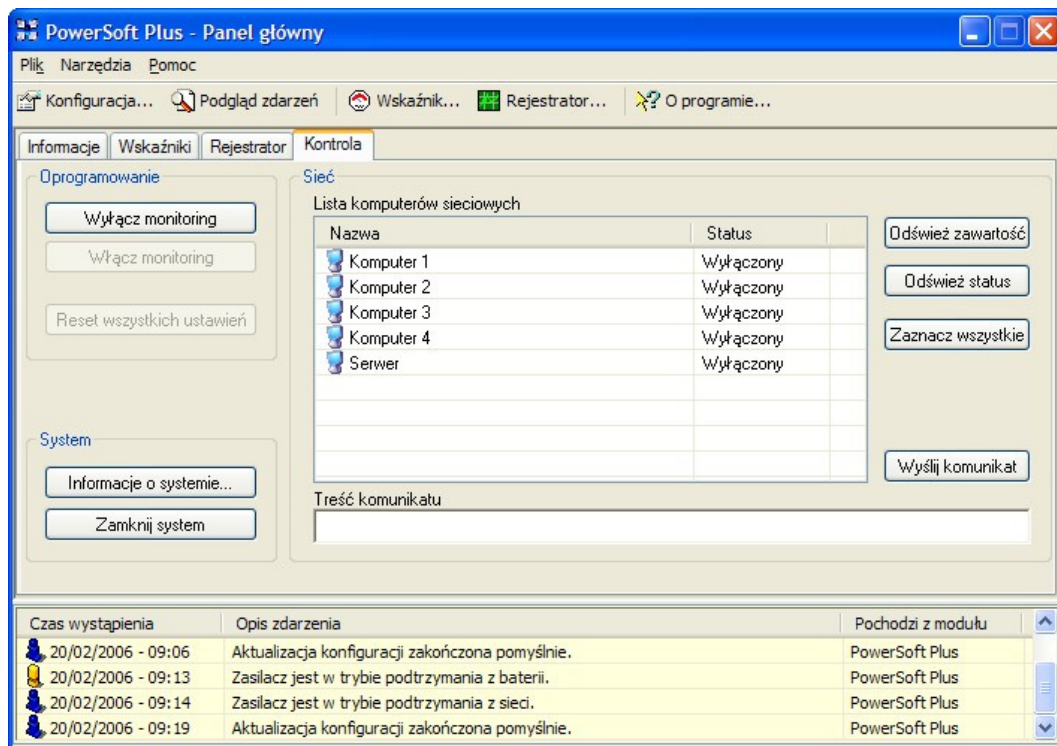 PowerSoft Plus - Panel główny
Plik Narzędzia Pomoc
Konfiguracja... Podgląd zdarzeń Wskaźnik... Rejestrator... O programie...
Informacje Wskaźniki Rejestrator Kontrola
Oprogramowanie
Wyłącz monitoring
Włącz monitoring
Reset wszystkich ustawień
System
Informacje o systemie...
Zamknij system
Sieć
Lista komputerów sieciowych
Nazwa Status
Komputer 1 Wyłączony
Komputer 2 Wyłączony
Komputer 3 Wyłączony
Komputer 4 Wyłączony
Serwer Wyłączony
Odśwież zawartość
Odśwież status
Zaznacz wszystkie
Wyślij komunikat
Treść komunikatu
Czas wystąpienia Opis zdarzenia Pochodzi z modułu
20/02/2006 - 09:06 Aktualizacja konfiguracji zakończona pomyślnie. PowerSoft Plus
20/02/2006 - 09:13 Zasilacz jest w trybie podtrzymania z baterii. PowerSoft Plus
20/02/2006 - 09:14 Zasilacz jest w trybie podtrzymania z sieci. PowerSoft Plus
20/02/2006 - 09:19 Aktualizacja konfiguracji zakończona pomyślnie. PowerSoft Plus